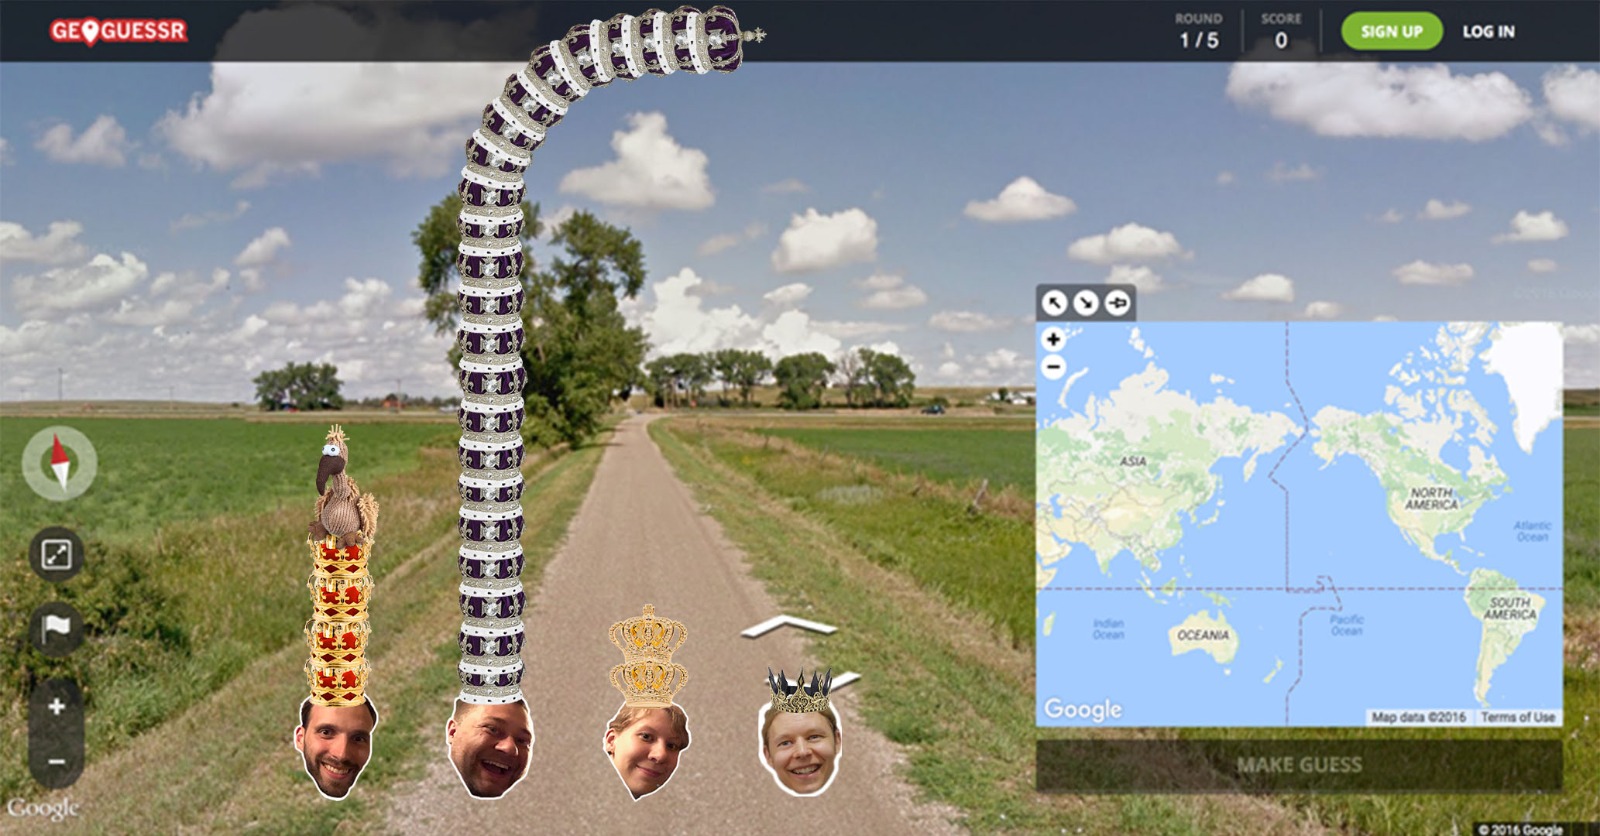 GEOGUESSR
ROUND
1 / 5
SCORE
0
SIGN UP
LOG IN
ASIA
NORTH
AMERICA
Atlantic
Ocean
Indian
Ocean
OCEANIA
Pacific
Ocean
SOUTH
AMERICA
Google
Map data ©2016
Terms of Use
MAKE GUESS
Google
© 2016 Google